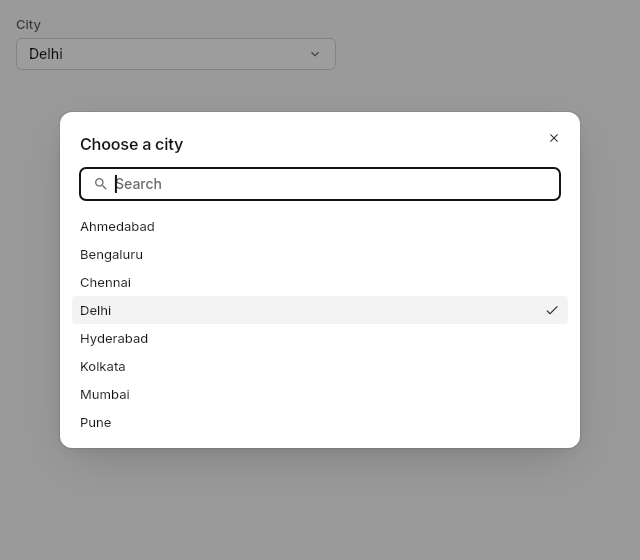 City
Delhi
Choose a city
Search
Ahmedabad
Bengaluru
Chennai
Delhi
Hyderabad
Kolkata
Mumbai
Pune